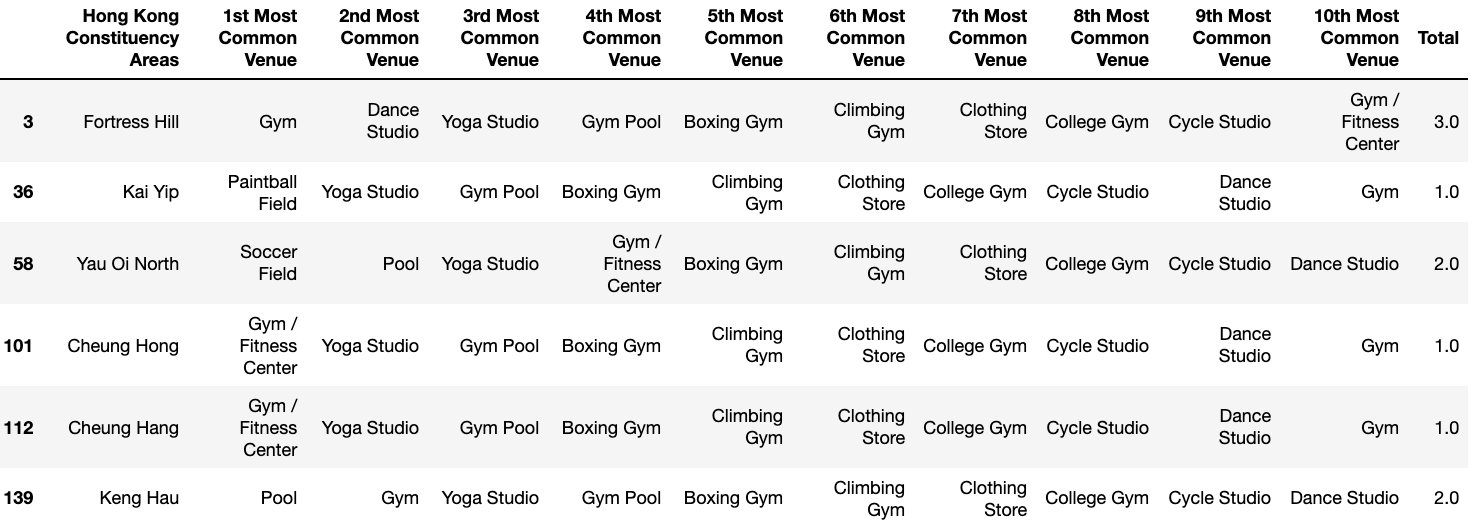 Hong Kong Constituency Areas 1st Most Common Venue 2nd Most Common Venue 3rd Most Common Venue 4th Most Common Venue 5th Most Common Venue 6th Most Common Venue 7th Most Common Venue 8th Most Common Venue 9th Most Common Venue 10th Most Common Venue Total
3 Fortress Hill Gym Dance Studio Yoga Studio Gym Pool Boxing Gym Climbing Gym Clothing Store College Gym Cycle Studio Gym / Fitness Center 3.0
36 Kai Yip Paintball Field Yoga Studio Gym Pool Boxing Gym Climbing Gym Clothing Store College Gym Cycle Studio Dance Studio Gym 1.0
58 Yau Oi North Soccer Field Pool Yoga Studio Gym / Fitness Center Boxing Gym Climbing Gym Clothing Store College Gym Cycle Studio Dance Studio 2.0
101 Cheung Hong Gym / Fitness Center Yoga Studio Gym Pool Boxing Gym Climbing Gym Clothing Store College Gym Cycle Studio Dance Studio Gym 1.0
112 Cheung Hang Gym / Fitness Center Yoga Studio Gym Pool Boxing Gym Climbing Gym Clothing Store College Gym Cycle Studio Dance Studio Gym 1.0
139 Keng Hau Pool Gym Yoga Studio Gym Pool Boxing Gym Climbing Gym Clothing Store College Gym Cycle Studio Dance Studio 2.0